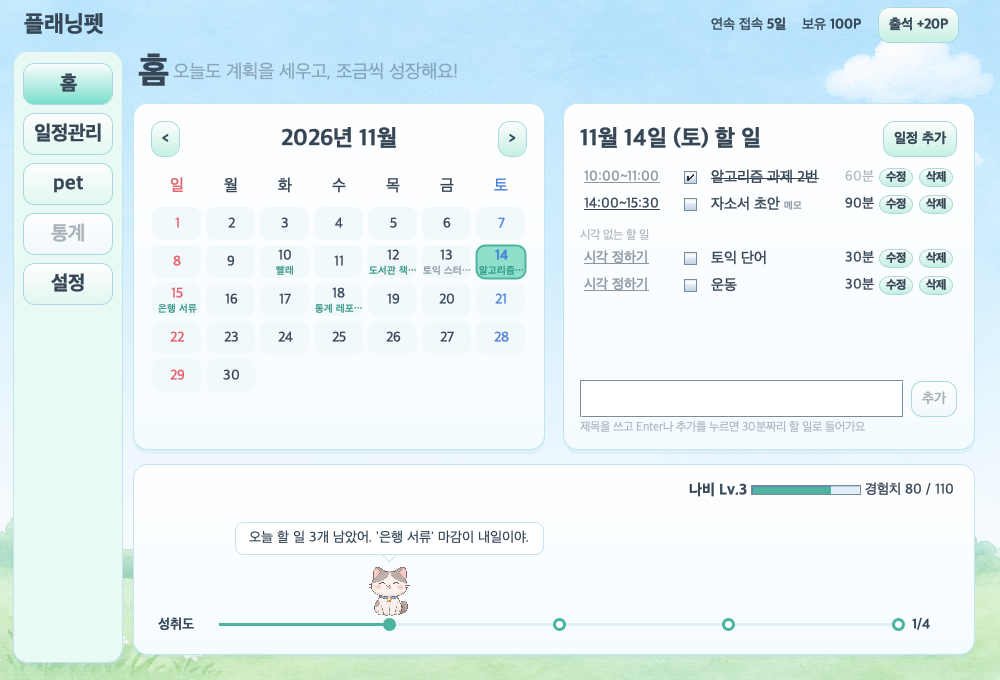 플래닝펫
연속 접속 5일 보유 100P 출석 +20P
홈
일정관리
pet
통계
설정
홈 오늘도 계획을 세우고, 조금씩 성장해요!
< 2026년 11월 >
일 월 화 수 목 금 토
1 2 3 4 5 6 7
8 9 10 11 12 13 14
빨래 도서관 책… 토익 스터… 알고리즘…
15 16 17 18 19 20 21
은행 서류 통계 레포…
22 23 24 25 26 27 28
29 30
11월 14일 (토) 할 일 일정 추가
10:00~11:00 알고리즘 과제 2번 60분 수정 삭제
14:00~15:30 자소서 초안 메모 90분 수정 삭제
시각 없는 할 일
시각 정하기 토익 단어 30분 수정 삭제
시각 정하기 운동 30분 수정 삭제
추가
제목을 쓰고 Enter나 추가를 누르면 30분짜리 할 일로 들어가요
나비 Lv.3 경험치 80 / 110
오늘 할 일 3개 남았어. '은행 서류' 마감이 내일이야.
성취도 1/4